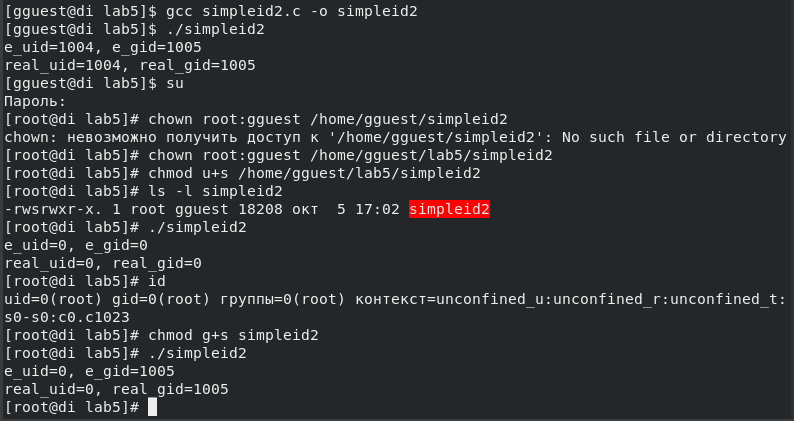 [gguest@di lab5]$ gcc simpleid2.c -o simpleid2
[gguest@di lab5]$ ./simpleid2
e_uid=1004, e_gid=1005
real_uid=1004, real_gid=1005
[gguest@di lab5]$ su
Пароль:
[root@di lab5]# chown root:gguest /home/gguest/simpleid2
chown: невозможно получить доступ к '/home/gguest/simpleid2': No such file or directory
[root@di lab5]# chown root:gguest /home/gguest/lab5/simpleid2
[root@di lab5]# chmod u+s /home/gguest/lab5/simpleid2
[root@di lab5]# ls -l simpleid2
-rwsrwxr-x. 1 root gguest 18208 окт  5 17:02 simpleid2
[root@di lab5]# ./simpleid2
e_uid=0, e_gid=0
real_uid=0, real_gid=0
[root@di lab5]# id
uid=0(root) gid=0(root) группы=0(root) контекст=unconfined_u:unconfined_r:unconfined_t:
s0-s0:c0.c1023
[root@di lab5]# chmod g+s simpleid2
[root@di lab5]# ./simpleid2
e_uid=0, e_gid=1005
real_uid=0, real_gid=1005
[root@di lab5]#